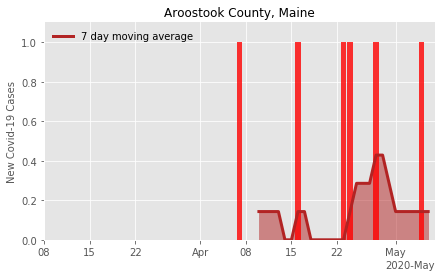 Aroostook County, Maine
7 day moving average
New Covid-19 Cases
1.0
0.8
0.6
0.4
0.2
0.0
08 15 22 Apr 08 15 22 May
2020-May